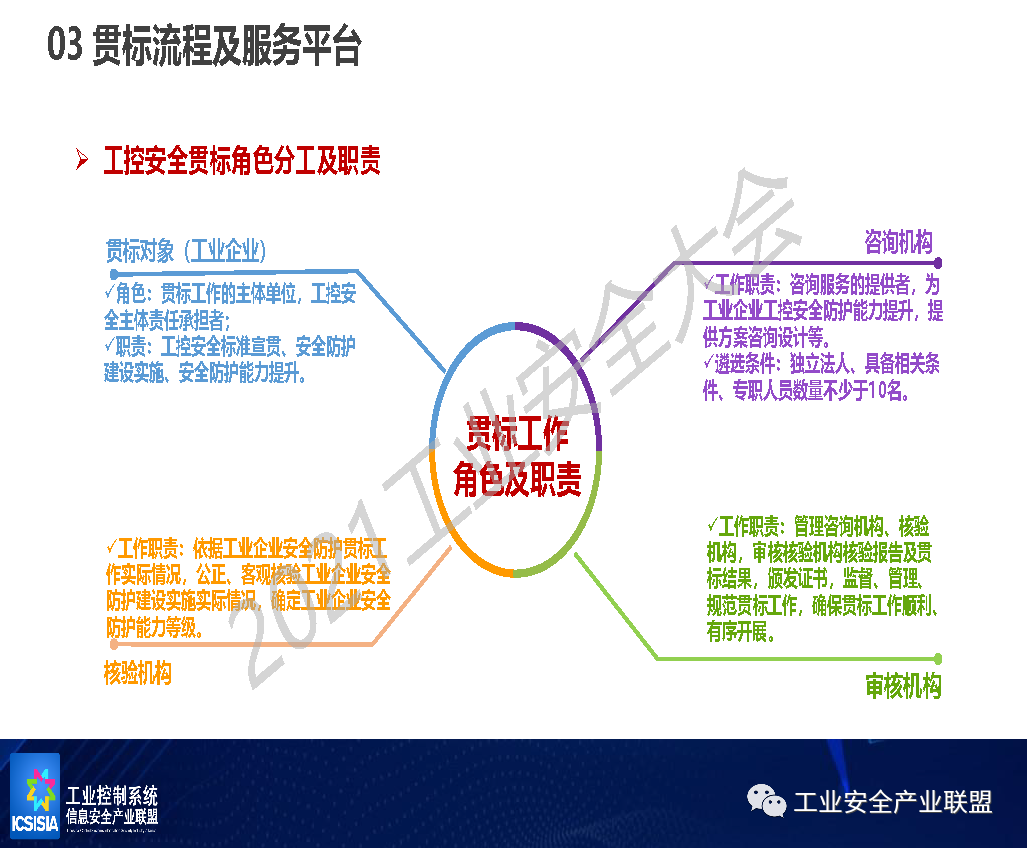 03 贯标流程及服务平台
➢ 工控安全贯标角色分工及职责
贯标对象（工业企业）
✓角色：贯标工作的主体单位，工控安
全主体责任承担者；
✓职责：工控安全标准宣贯、安全防护
建设实施、安全防护能力提升。
咨询机构
✓工作职责：咨询服务的提供者，为
工业企业工控安全防护能力提升，提
供方案咨询设计等。
✓遴选条件：独立法人、具备相关条
件、专职人员数量不少于10名。
贯标工作
角色及职责
✓工作职责：依据工业企业安全防护贯标工
作实际情况，公正、客观核验工业企业安全
防护建设实施实际情况，确定工业企业安全
防护能力等级。
核验机构
✓工作职责：管理咨询机构、核验
机构，审核核验机构核验报告及贯
标结果，颁发证书，监督、管理、
规范贯标工作，确保贯标工作顺利、
有序开展。
审核机构
2021工业安全大会
ICSISIA
工业控制系统
信息安全产业联盟
工业安全产业联盟